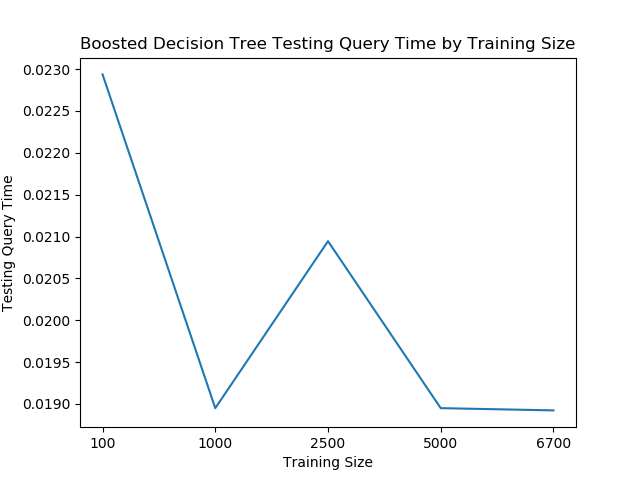 Boosted Decision Tree Testing Query Time by Training Size
0.0230
0.0225
0.0220
0.0215
0.0210
0.0205
0.0200
0.0195
0.0190
Testing Query Time
100 1000 2500 5000 6700
Training Size